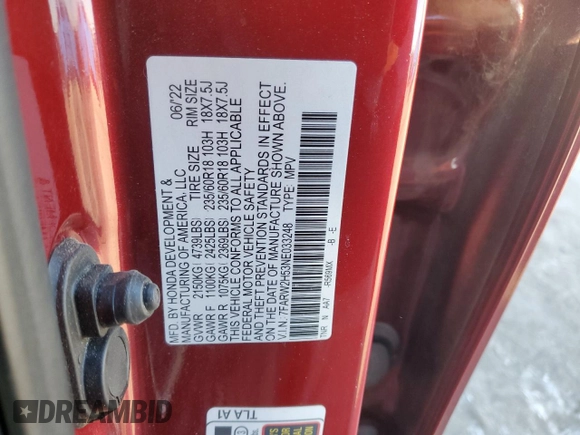 MFD. BY HONDA DEVELOPMENT & 06/22
MANUFACTURING OF AMERICA, LLC
TIRE SIZE RIM SIZE
GVWR 2150KG( 4739LBS)
GAWR F 1100KG( 2425LBS) 235/60R18 103H 18X7.5J
GAWR R 1075KG( 2369LBS) 235/60R18 103H 18X7.5J
THIS VEHICLE CONFORMS TO ALL APPLICABLE
FEDERAL MOTOR VEHICLE SAFETY
AND THEFT PREVENTION STANDARDS IN EFFECT
ON THE DATE OF MANUFACTURE SHOWN ABOVE.
V.I.N. 7FARW2H53NE033248 TYPE: MPV
TNR N AA7 -R569MX -B -E
TLA A1
DREAMBID